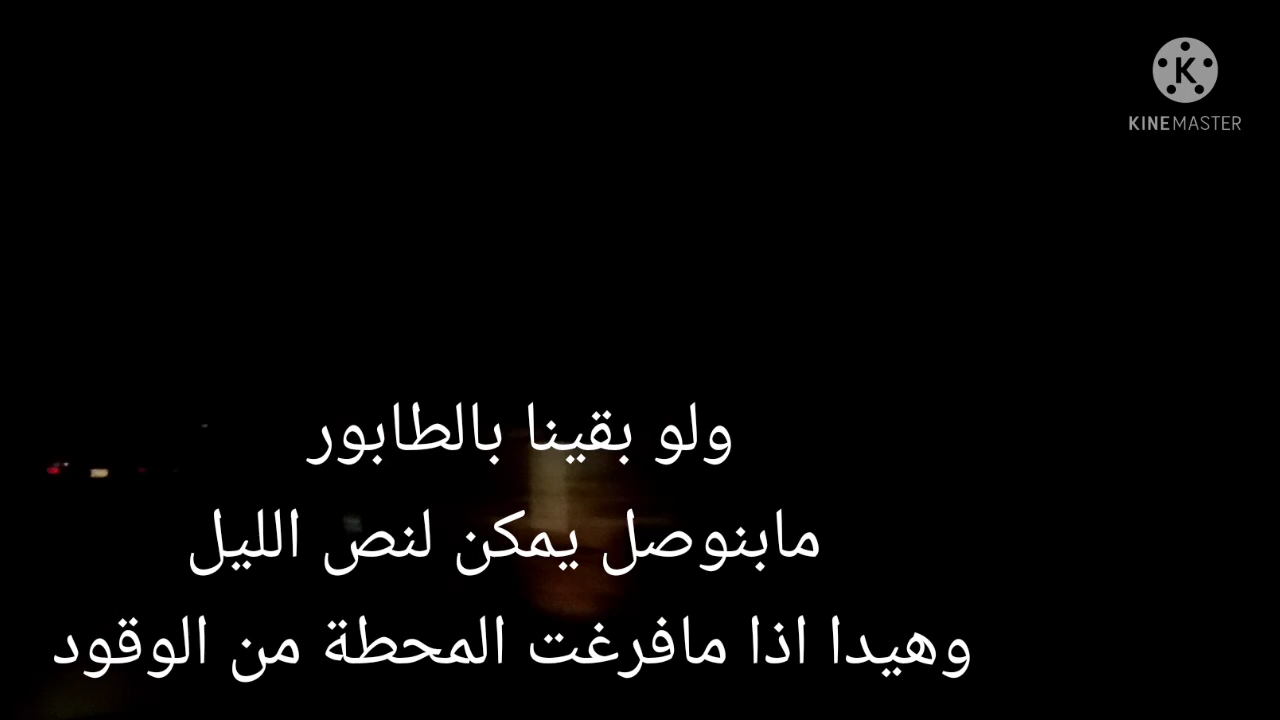 KINEMASTER
ولو بقينا بالطابور
مابنوصل يمكن لنص الليل
وهيدا اذا مافرغت المحطة من الوقود